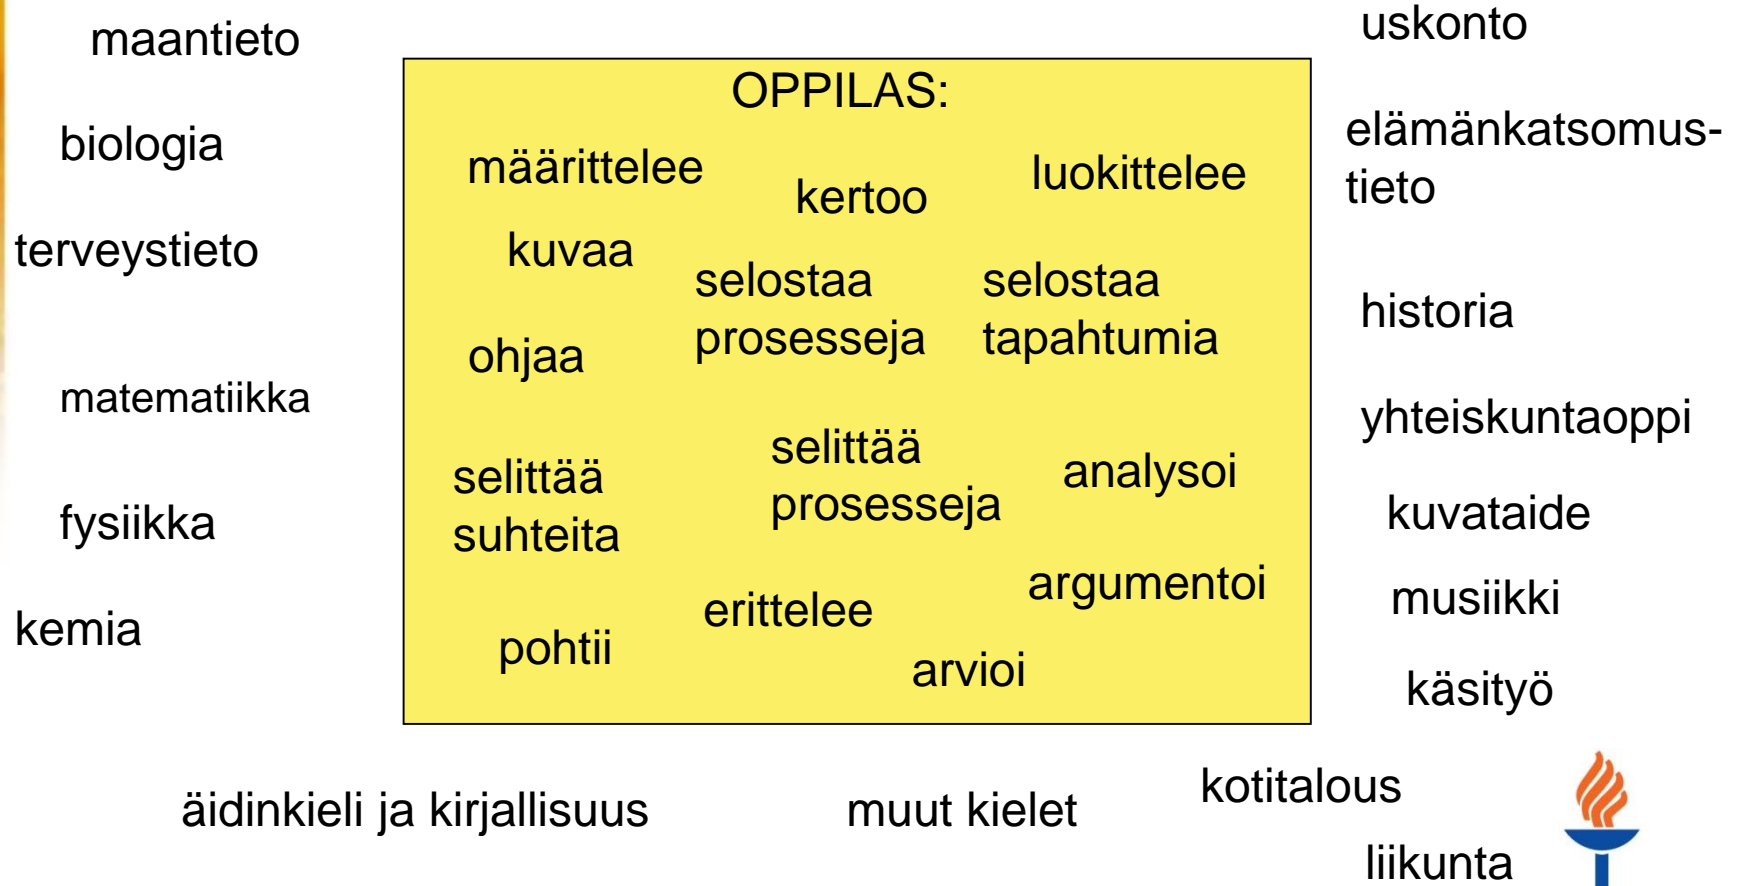 maantieto
biologia
terveystieto
matematiikka
fysiikka
kemia
OPPILAS:
määrittelee
kertoo
luokittelee
kuvaa
selostaa
prosesseja
selostaa
tapahtumia
ohjaa
selittää
suhteita
selittää
prosesseja
analysoi
argumentoi
erittelee
pohtii
arvioi
uskonto
elämänkatsomus-
tieto
historia
yhteiskuntaoppi
kuvataide
musiikki
käsityö
äidinkieli ja kirjallisuus
muut kielet
kotitalous
liikunta